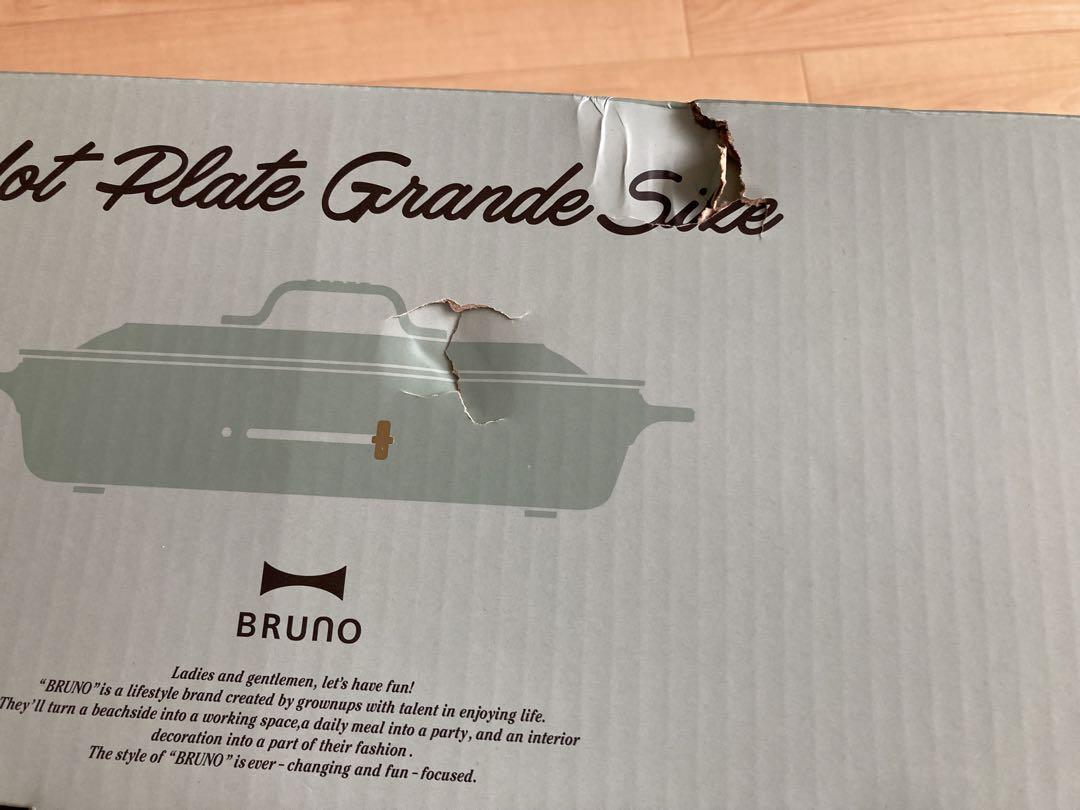 ot Plate Grande Size
BRUNO
Ladies and gentlemen, let's have fun!
“BRUNO” is a lifestyle brand created by grownups with talent in enjoying life.
They'll turn a beachside into a working space,a daily meal into a party, and an interior
decoration into a part of their fashion.
The style of “BRUNO” is ever-changing and fun-focused.